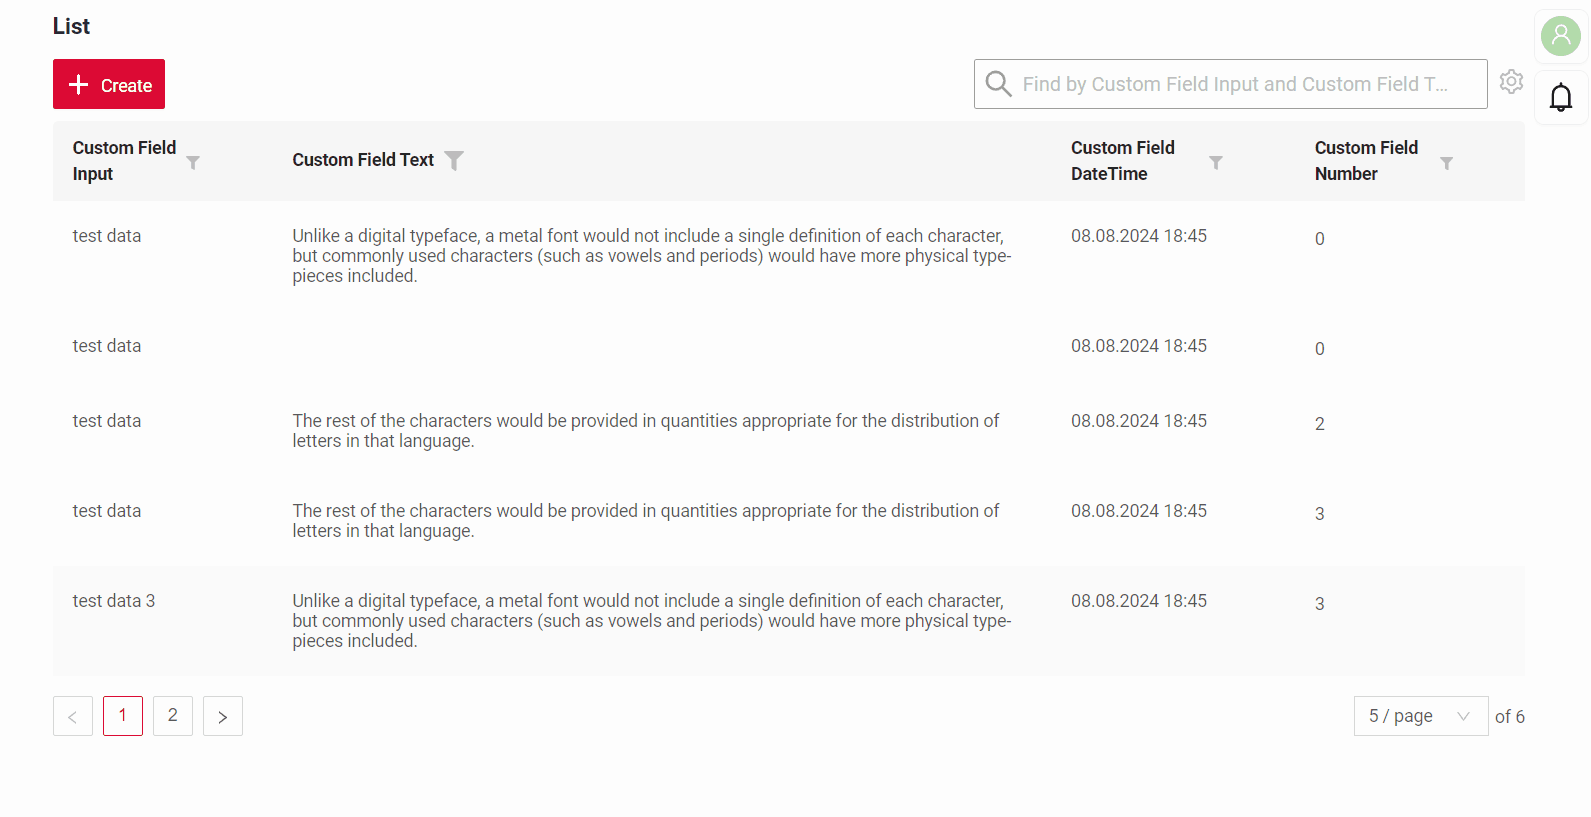 List
Create
Find by Custom Field Input and Custom Field T...
Custom Field Input
Custom Field Text
Custom Field DateTime
Custom Field Number
test data
Unlike a digital typeface, a metal font would not include a single definition of each character,
but commonly used characters (such as vowels and periods) would have more physical type-
pieces included.
08.08.2024 18:45
0
test data
08.08.2024 18:45
0
test data
The rest of the characters would be provided in quantities appropriate for the distribution of
letters in that language.
08.08.2024 18:45
2
test data
The rest of the characters would be provided in quantities appropriate for the distribution of
letters in that language.
08.08.2024 18:45
3
test data 3
Unlike a digital typeface, a metal font would not include a single definition of each character,
but commonly used characters (such as vowels and periods) would have more physical type-
pieces included.
08.08.2024 18:45
3
< 1 2 >
5 / page
of 6